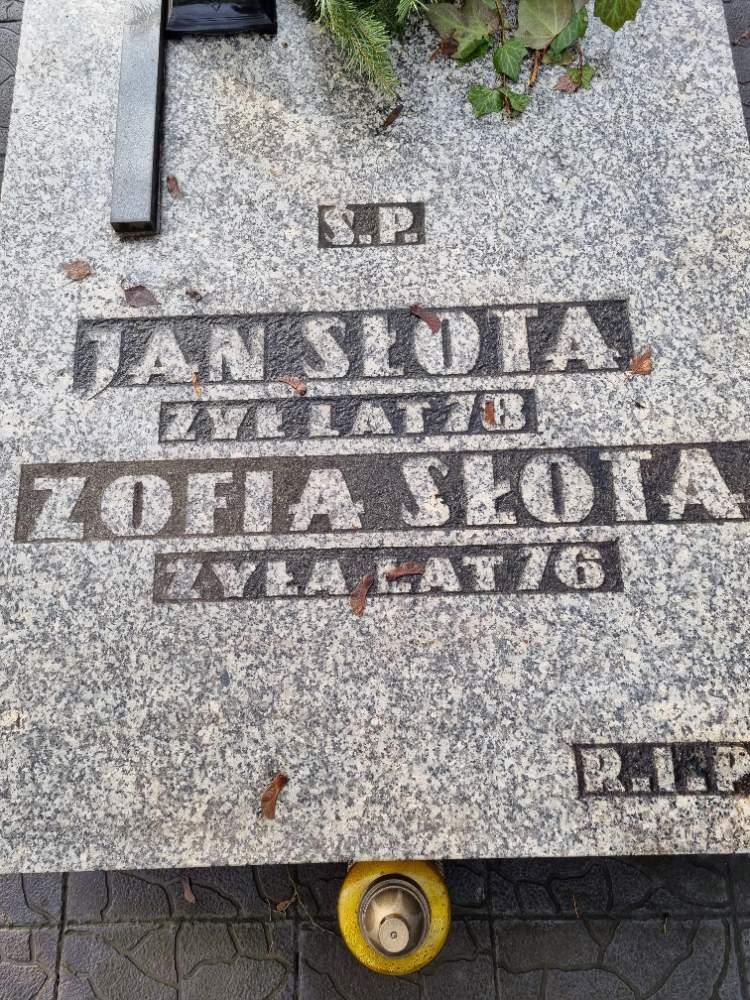 Ś.P.
JAN SŁOTA
ŻYŁ LAT 78
ZOFIA SŁOTA
ŻYŁA LAT 76
R.I.P